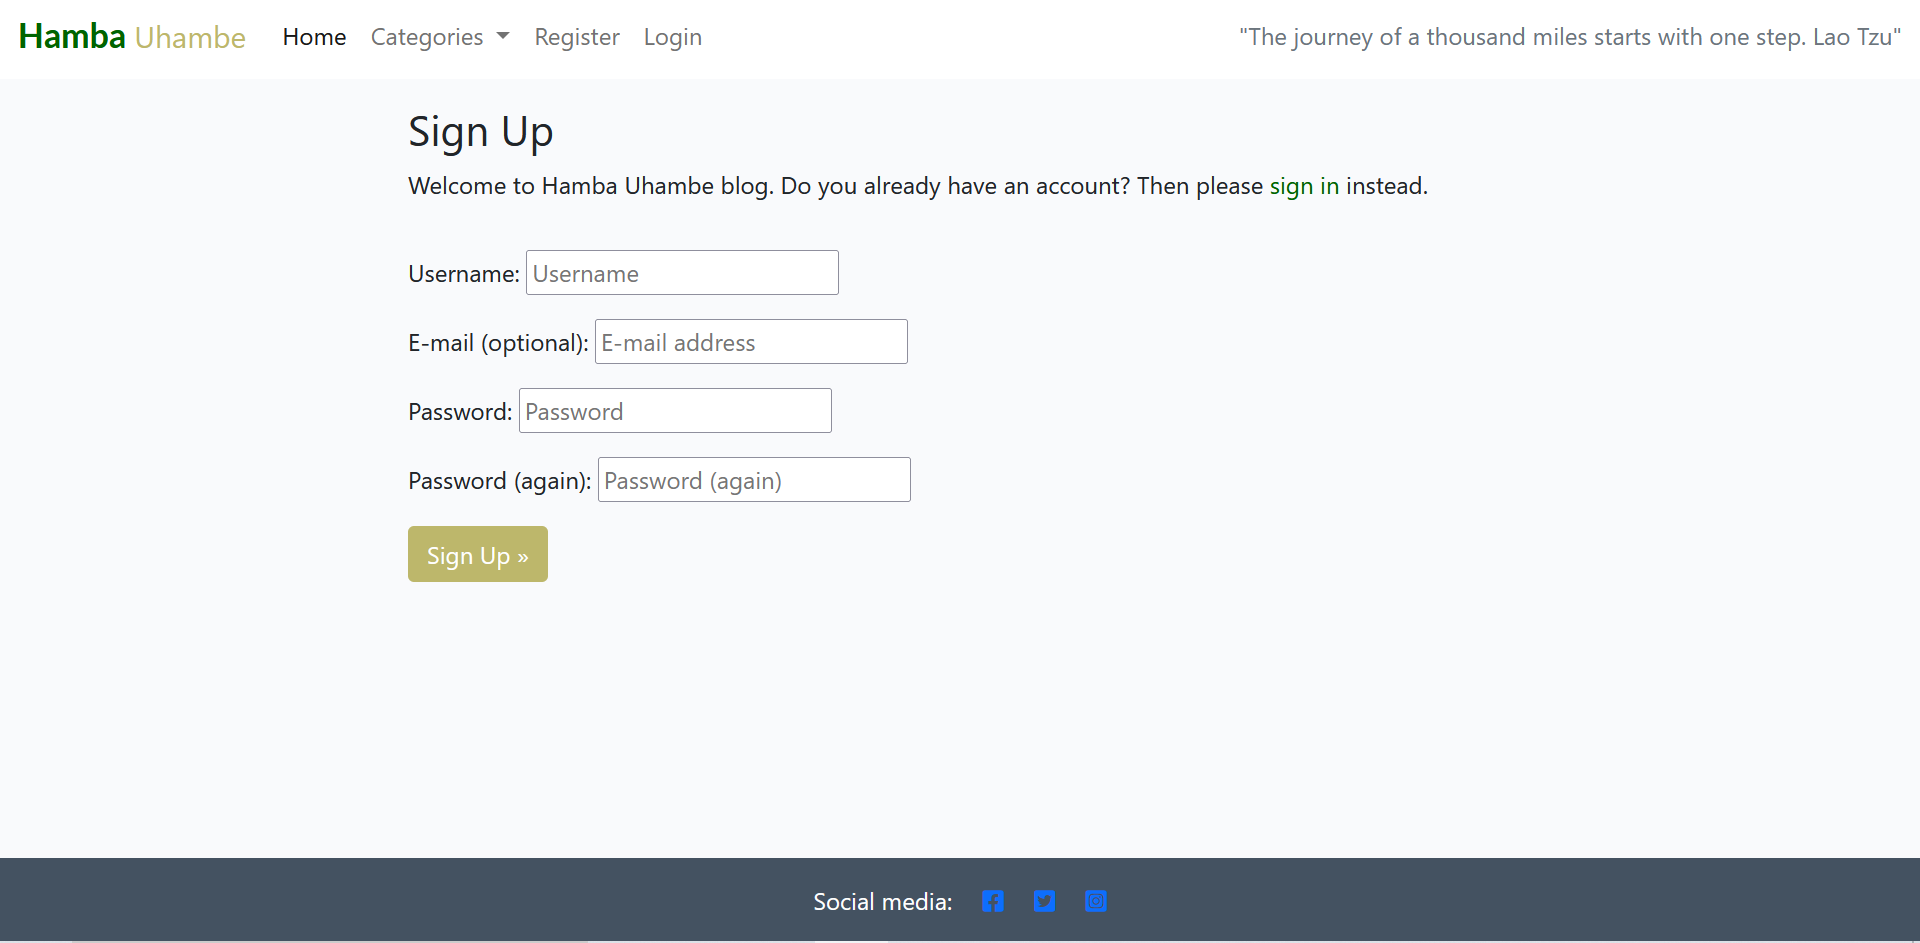 Hamba Uhambe Home Categories Register Login "The journey of a thousand miles starts with one step. Lao Tzu"
Sign Up
Welcome to Hamba Uhambe blog. Do you already have an account? Then please sign in instead.
Username: Username
E-mail (optional): E-mail address
Password: Password
Password (again): Password (again)
Sign Up »
Social media: